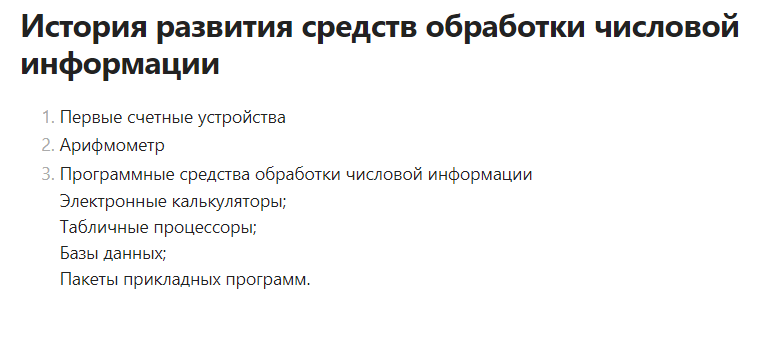 История развития средств обработки числовой
информации
1. Первые счетные устройства
2. Арифмометр
3. Программные средства обработки числовой информации
Электронные калькуляторы;
Табличные процессоры;
Базы данных;
Пакеты прикладных программ.